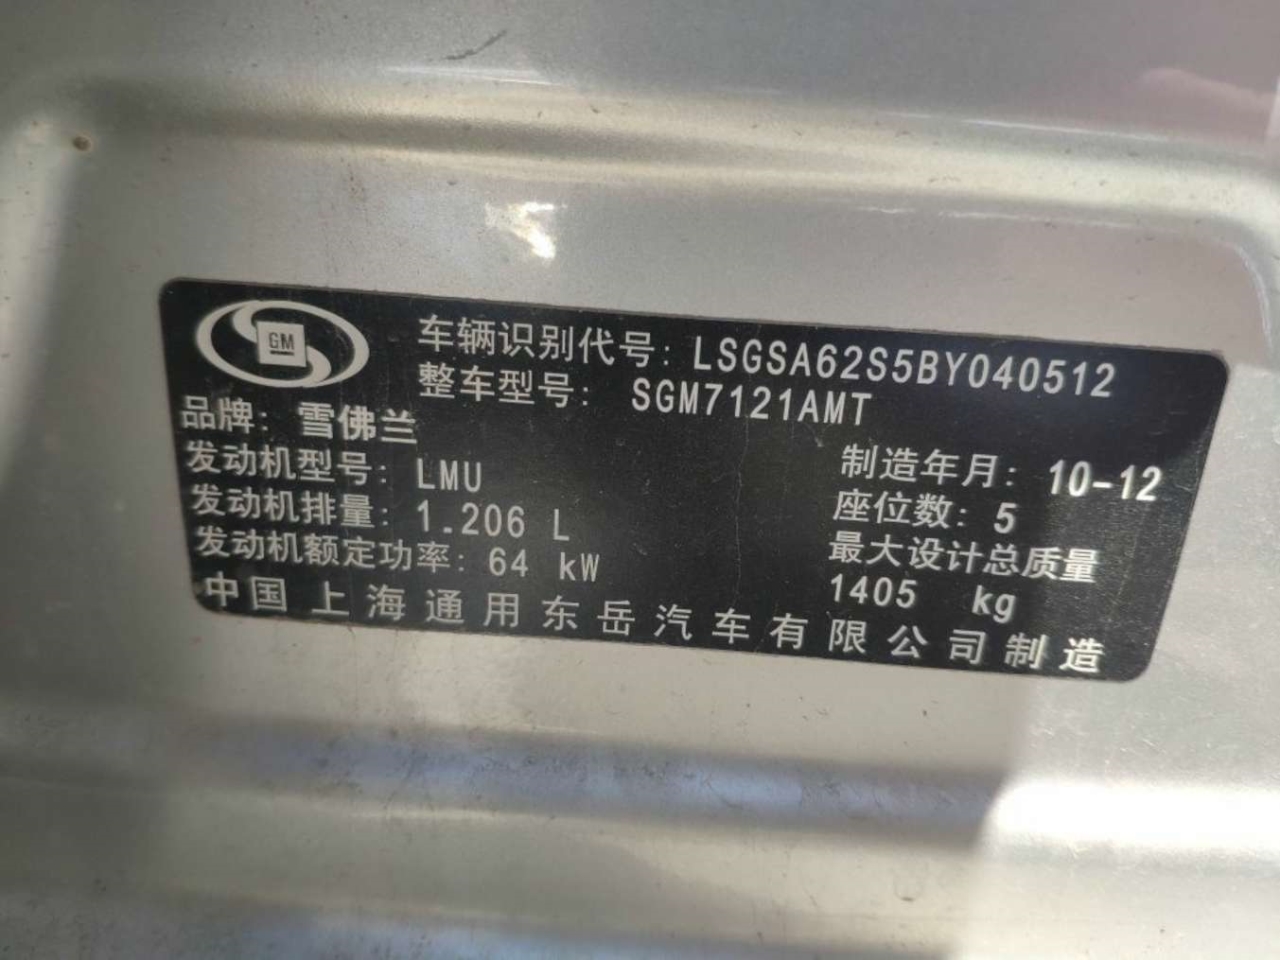 GM
车辆识别代号: LSGSA62S5BY040512
整车型号: SGM7121AMT
品牌: 雪佛兰
发动机型号: LMU
制造年月: 10-12
发动机排量: 1.206 L
座位数: 5
发动机额定功率: 64 kW
最大设计总质量
1405 kg
中国上海通用东岳汽车有限公司制造